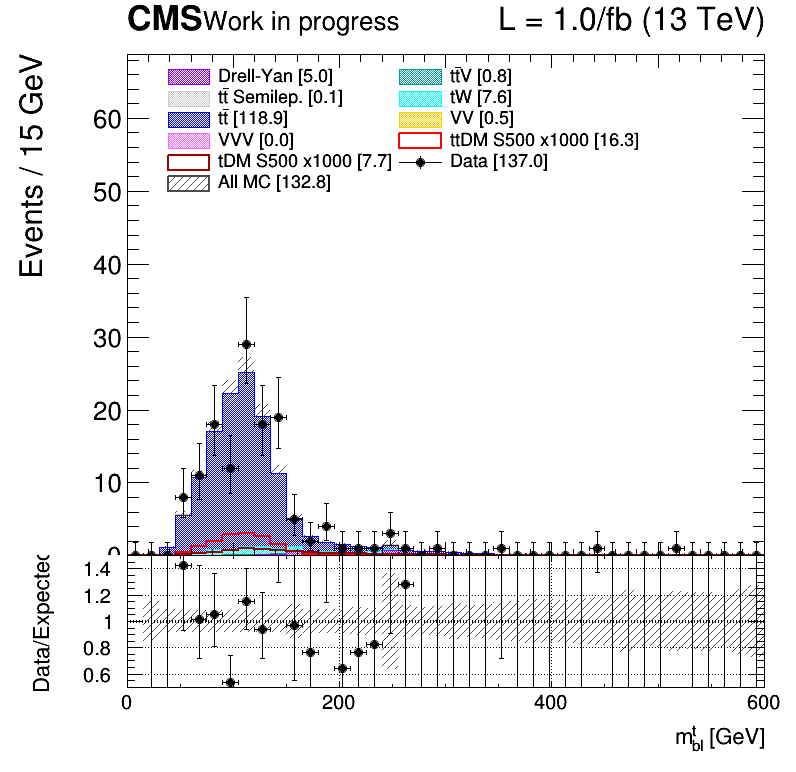 CMS Work in progress L = 1.0/fb (13 TeV)
Events / 15 GeV
Drell-Yan [5.0] tt̄V [0.8]
tt̄ Semilep. [0.1] tW [7.6]
tt̄ [118.9] VV [0.5]
VVV [0.0] ttDM S500 x1000 [16.3]
tDM S500 x1000 [7.7] Data [137.0]
All MC [132.8]
60
50
40
30
20
10
0
Data/Expected
1.4
1.2
1
0.8
0.6
0 200 400 600
m^t_bl [GeV]